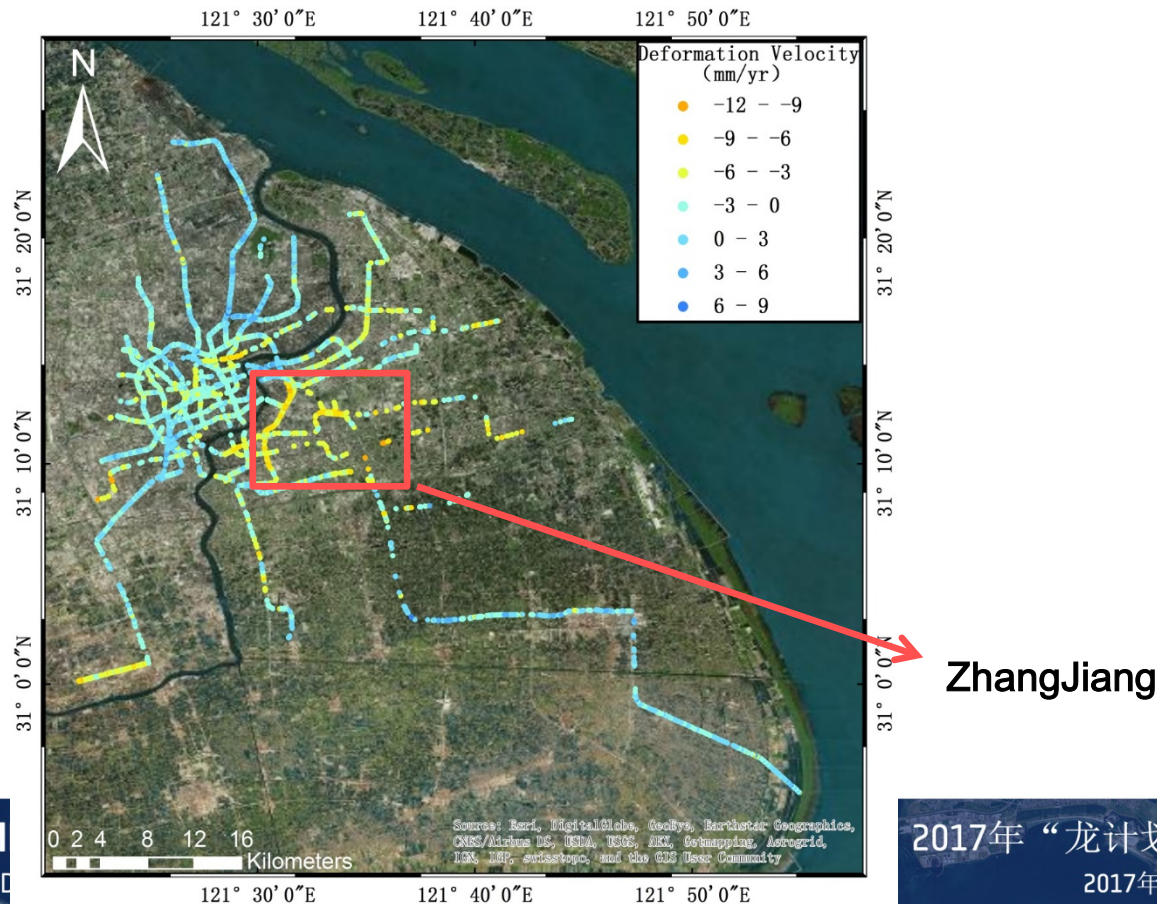 121° 30′ 0″E
121° 40′ 0″E
121° 50′ 0″E
N
Deformation Velocity
(mm/yr)
-12 - -9
-9 - -6
-6 - -3
-3 - 0
0 - 3
3 - 6
6 - 9
31° 20′ 0″N
31° 20′ 0″N
31° 10′ 0″N
31° 10′ 0″N
31° 0′ 0″N
31° 0′ 0″N
ZhangJiang
0 2 4 8 12 16
Kilometers
Source: Esri, DigitalGlobe, GeoEye, Earthstar Geographics,
CNES/Airbus DS, USDA, USGS, AEX, Getmapping, Aerogrid,
IGN, IGP, swisstopo, and the GIS User Community
121° 30′ 0″E
121° 40′ 0″E
121° 50′ 0″E
2017年“龙计
2017年